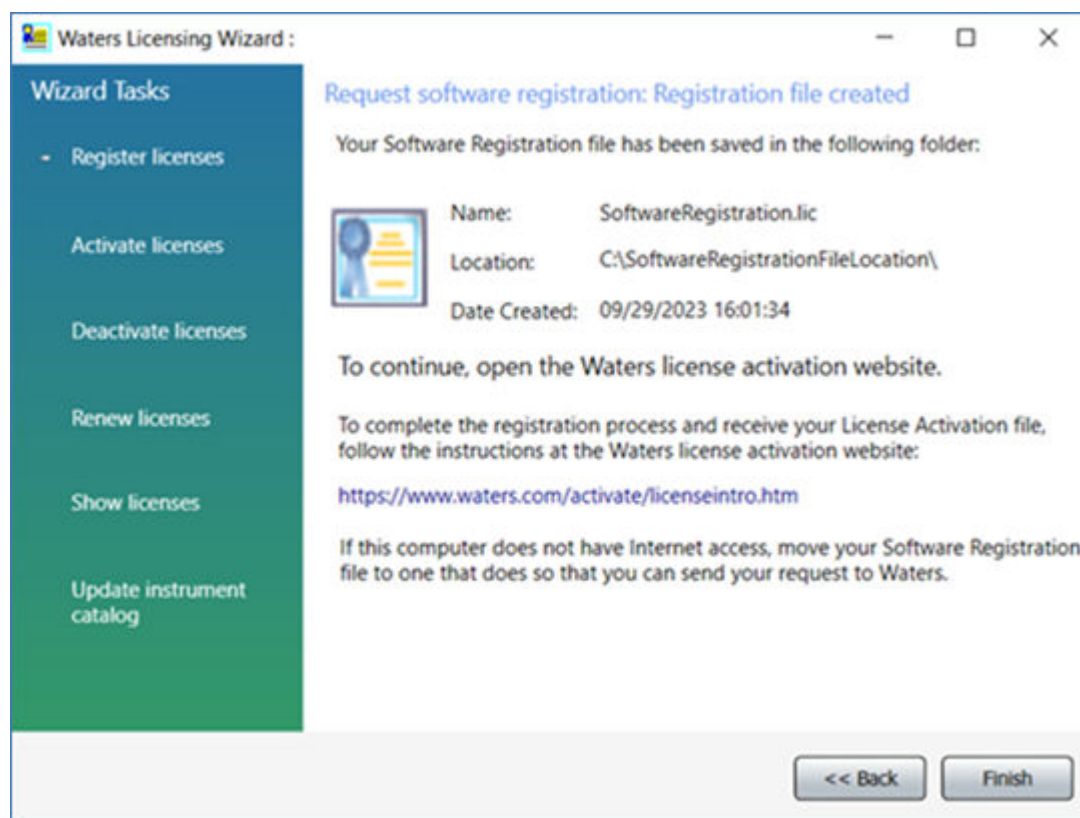 Waters Licensing Wizard :
Wizard Tasks
- Register licenses
Activate licenses
Deactivate licenses
Renew licenses
Show licenses
Update instrument
catalog
Request software registration: Registration file created
Your Software Registration file has been saved in the following folder:
Name: SoftwareRegistration.lic
Location: C:\SoftwareRegistrationFileLocation\
Date Created: 09/29/2023 16:01:34
To continue, open the Waters license activation website.
To complete the registration process and receive your License Activation file,
follow the instructions at the Waters license activation website:
https://www.waters.com/activate/licenseintro.htm
If this computer does not have Internet access, move your Software Registration
file to one that does so that you can send your request to Waters.
<< Back Finish